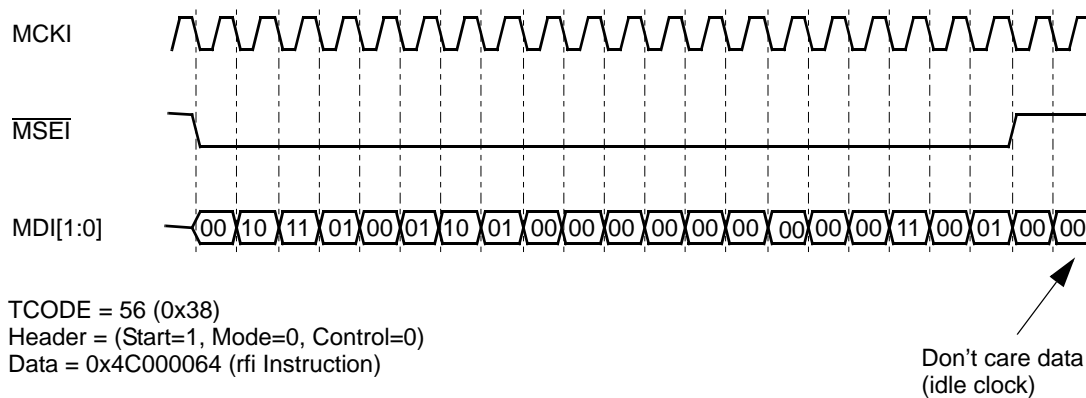 MCKI
MSEI
MDI[1:0]
00 10 11 01 00 01 10 01 00 00 00 00 00 00 00 00 00 11 00 01 00 00
TCODE = 56 (0x38)
Header = (Start=1, Mode=0, Control=0)
Data = 0x4C000064 (rfi Instruction)
Don't care data
(idle clock)